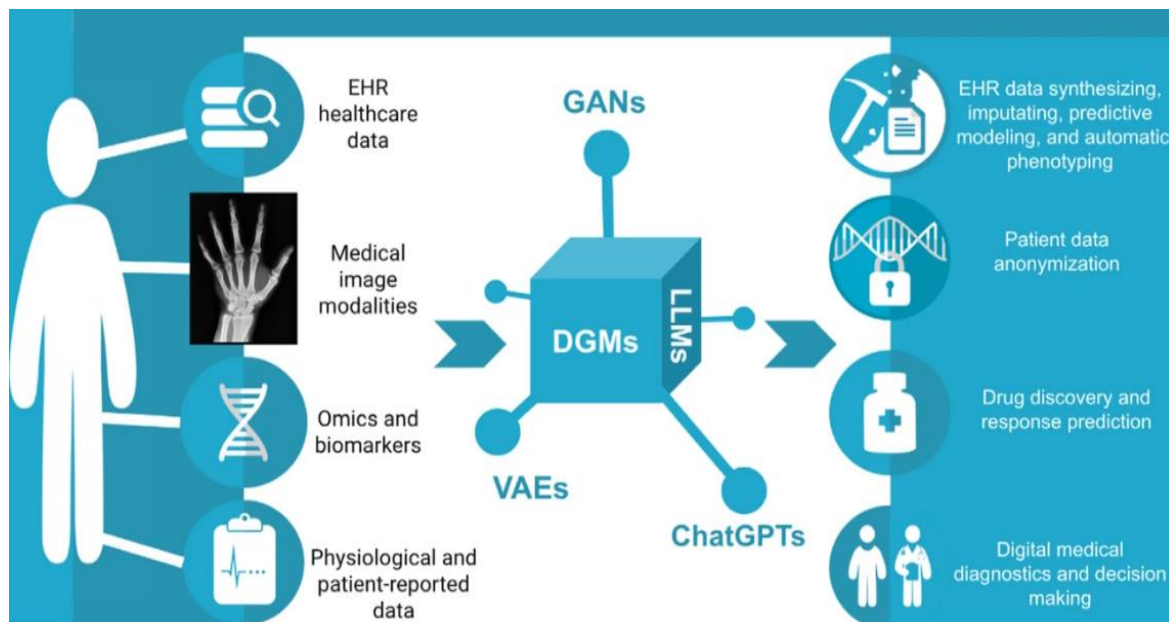 EHR
healthcare
data
Medical
image
modalities
Omics and
biomarkers
Physiological and
patient-reported
data
GANs
DGMs
LLMs
VAEs
ChatGPTs
EHR data synthesizing,
imputating, predictive
modeling, and automatic
phenotyping
Patient data
anonymization
Drug discovery and
response prediction
Digital medical
diagnostics and decision
making